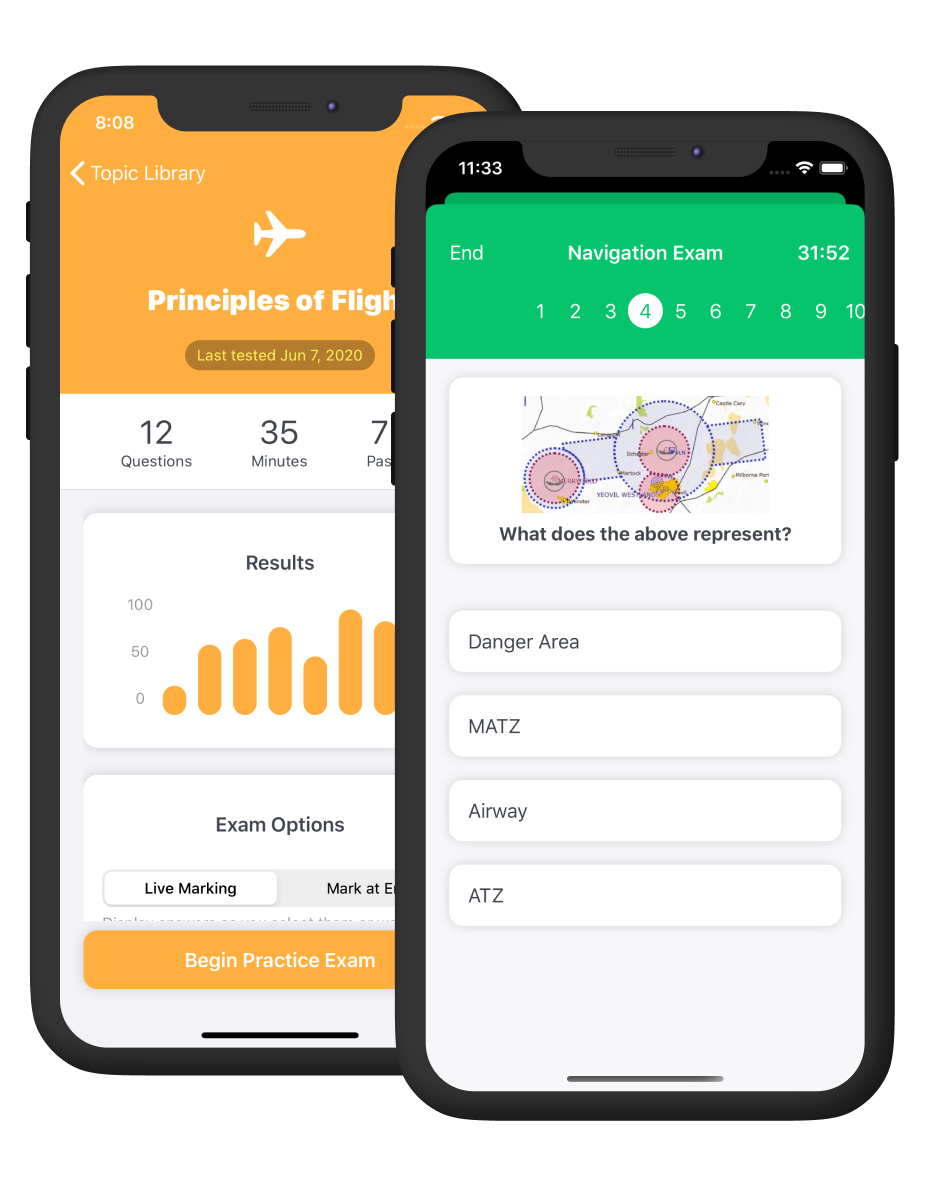 8:08
Topic Library
Principles of Fligh
Last tested Jun 7, 2020
12
Questions
35
Minutes
7
Pas
Results
100
50
0
Exam Options
Live Marking
Mark at E
Begin Practice Exam
11:33
End
Navigation Exam
31:52
1 2 3 4 5 6 7 8 9 10
Castle Cary
Martock
Milborne Por
YEOVIL WES
What does the above represent?
Danger Area
MATZ
Airway
ATZ